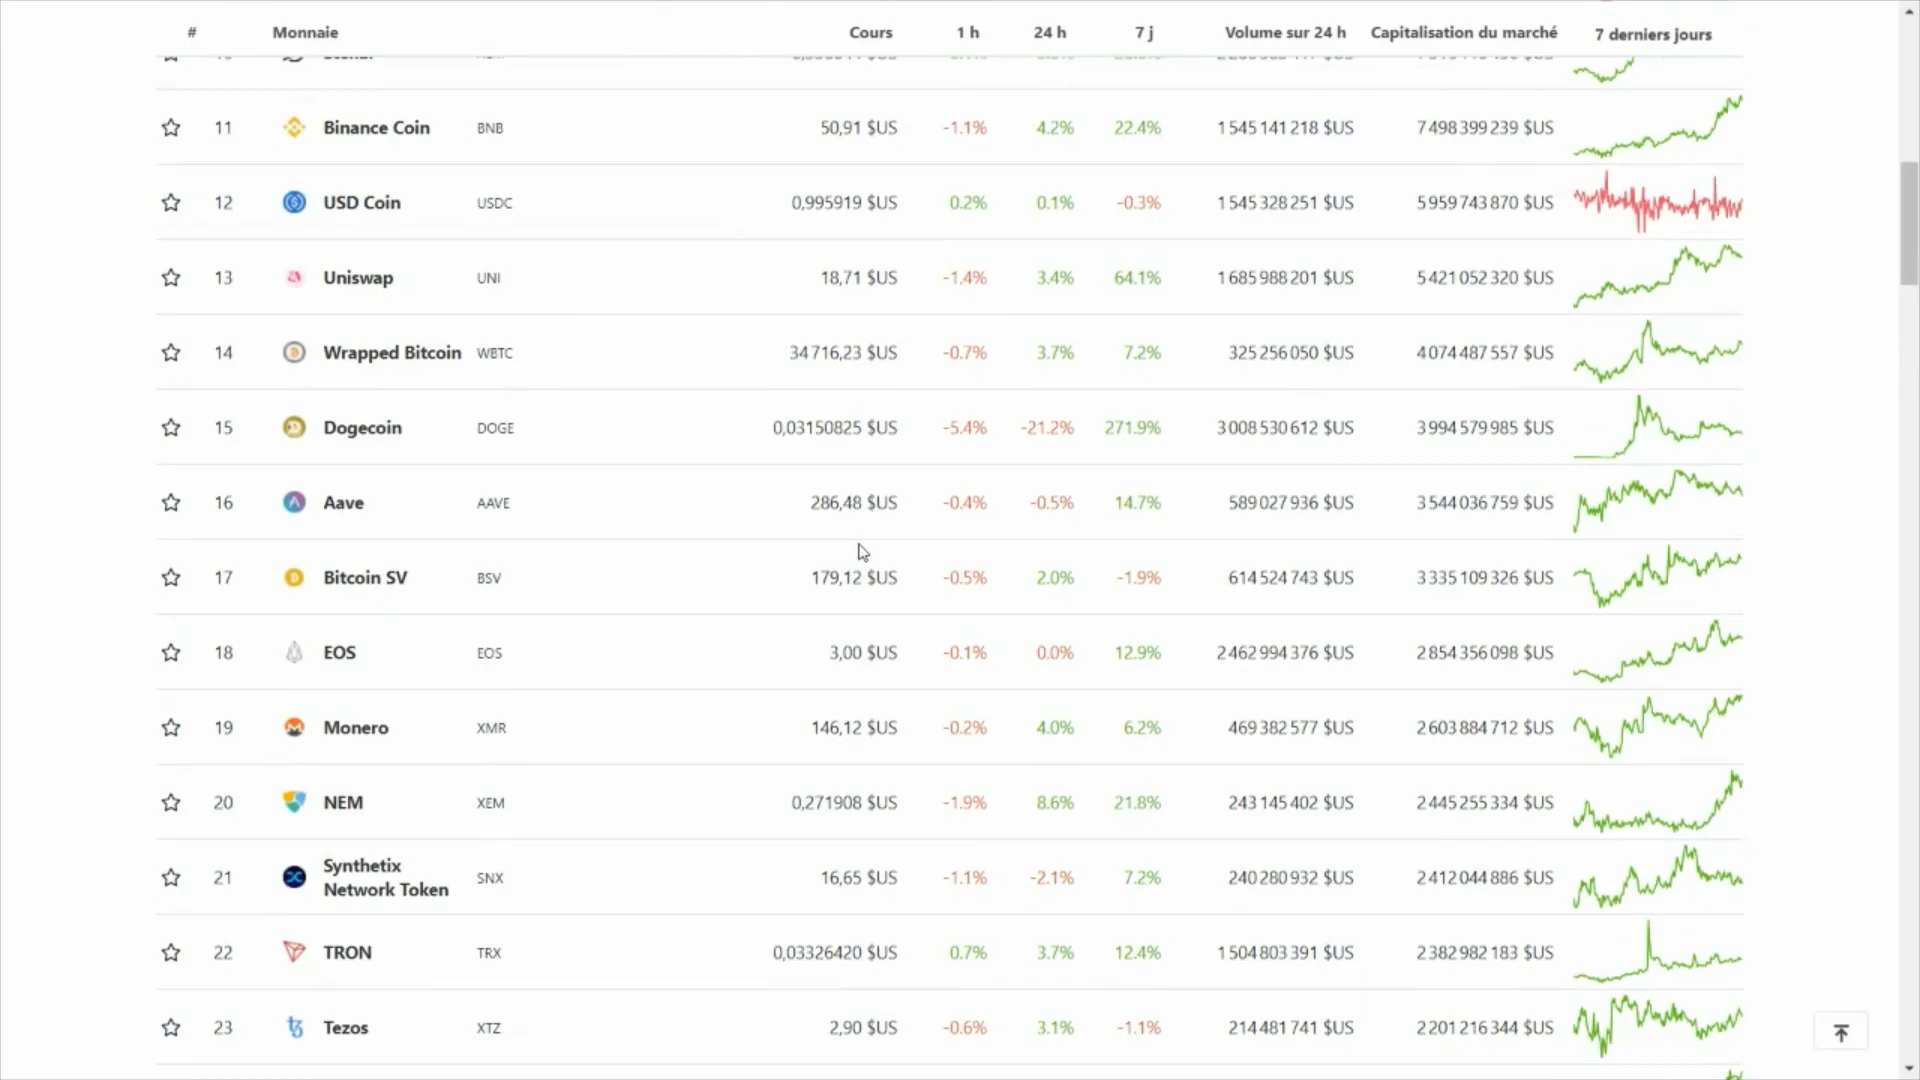 # Monnaie Cours 1 h 24 h 7 j Volume sur 24 h Capitalisation du marché 7 derniers jours
11 Binance Coin BNB 50,91 $US -1.1% 4.2% 22.4% 1 545 141 218 $US 7 498 399 239 $US
12 USD Coin USDC 0,995919 $US 0.2% 0.1% -0.3% 1 545 328 251 $US 5 959 743 870 $US
13 Uniswap UNI 18,71 $US -1.4% 3.4% 64.1% 1 685 988 201 $US 5 421 052 320 $US
14 Wrapped Bitcoin WBTC 34 716,23 $US -0.7% 3.7% 7.2% 325 256 050 $US 4 074 487 557 $US
15 Dogecoin DOGE 0,03150825 $US -5.4% -21.2% 271.9% 3 008 530 612 $US 3 994 579 985 $US
16 Aave AAVE 286,48 $US -0.4% -0.5% 14.7% 589 027 936 $US 3 544 036 759 $US
17 Bitcoin SV BSV 179,12 $US -0.5% 2.0% -1.9% 614 524 743 $US 3 335 109 326 $US
18 EOS EOS 3,00 $US -0.1% 0.0% 12.9% 2 462 994 376 $US 2 854 356 098 $US
19 Monero XMR 146,12 $US -0.2% 4.0% 6.2% 469 382 577 $US 2 603 884 712 $US
20 NEM XEM 0,271908 $US -1.9% 8.6% 21.8% 243 145 402 $US 2 445 255 334 $US
21 Synthetix Network Token SNX 16,65 $US -1.1% -2.1% 7.2% 240 280 932 $US 2 412 044 886 $US
22 TRON TRX 0,03326420 $US 0.7% 3.7% 12.4% 1 504 803 391 $US 2 382 982 183 $US
23 Tezos XTZ 2,90 $US -0.6% 3.1% -1.1% 214 481 741 $US 2 201 216 344 $US